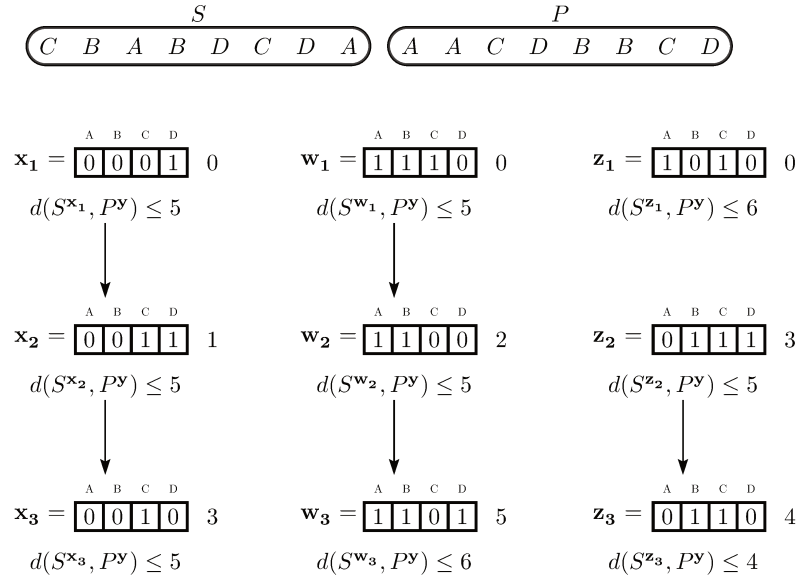 S P
C B A B D C D A A A C D B B C D
A B C D A B C D A B C D
x₁ = 0 0 0 1 0 w₁ = 1 1 1 0 0 z₁ = 1 0 1 0 0
d(S^x₁, P^y) ≤ 5 d(S^w₁, P^y) ≤ 5 d(S^z₁, P^y) ≤ 6
A B C D A B C D A B C D
x₂ = 0 0 1 1 1 w₂ = 1 1 0 0 2 z₂ = 0 1 1 1 3
d(S^x₂, P^y) ≤ 5 d(S^w₂, P^y) ≤ 5 d(S^z₂, P^y) ≤ 5
A B C D A B C D A B C D
x₃ = 0 0 1 0 3 w₃ = 1 1 0 1 5 z₃ = 0 1 1 0 4
d(S^x₃, P^y) ≤ 5 d(S^w₃, P^y) ≤ 6 d(S^z₃, P^y) ≤ 4